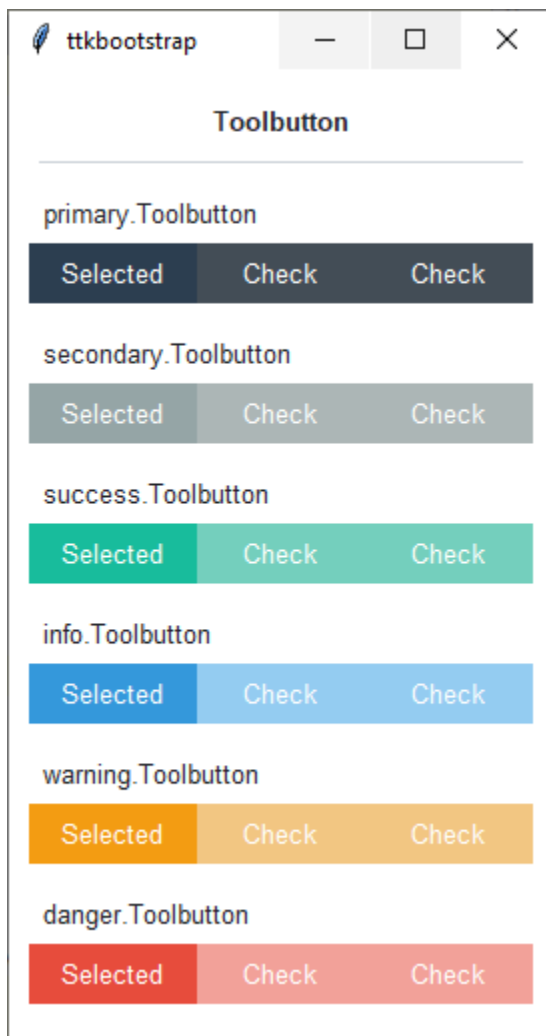 ttkbootstrap
Toolbutton
primary.Toolbutton
Selected Check Check
secondary.Toolbutton
Selected Check Check
success.Toolbutton
Selected Check Check
info.Toolbutton
Selected Check Check
warning.Toolbutton
Selected Check Check
danger.Toolbutton
Selected Check Check